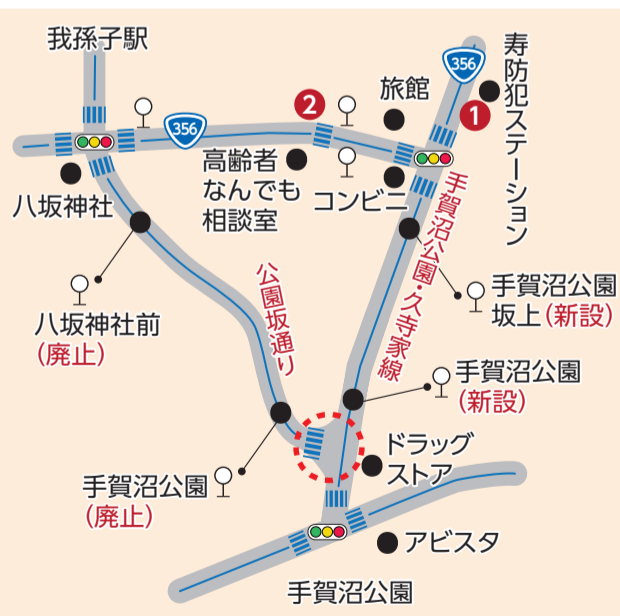 我孫子駅
356
寿防犯ステーション
旅館
2
1
356
高齢者
なんでも
相談室
コンビニ
八坂神社
手賀沼公園・久寺家線
公園坂通り
手賀沼公園
坂上(新設)
八坂神社前
(廃止)
手賀沼公園
(新設)
ドラッグ
ストア
手賀沼公園
(廃止)
アビスタ
手賀沼公園